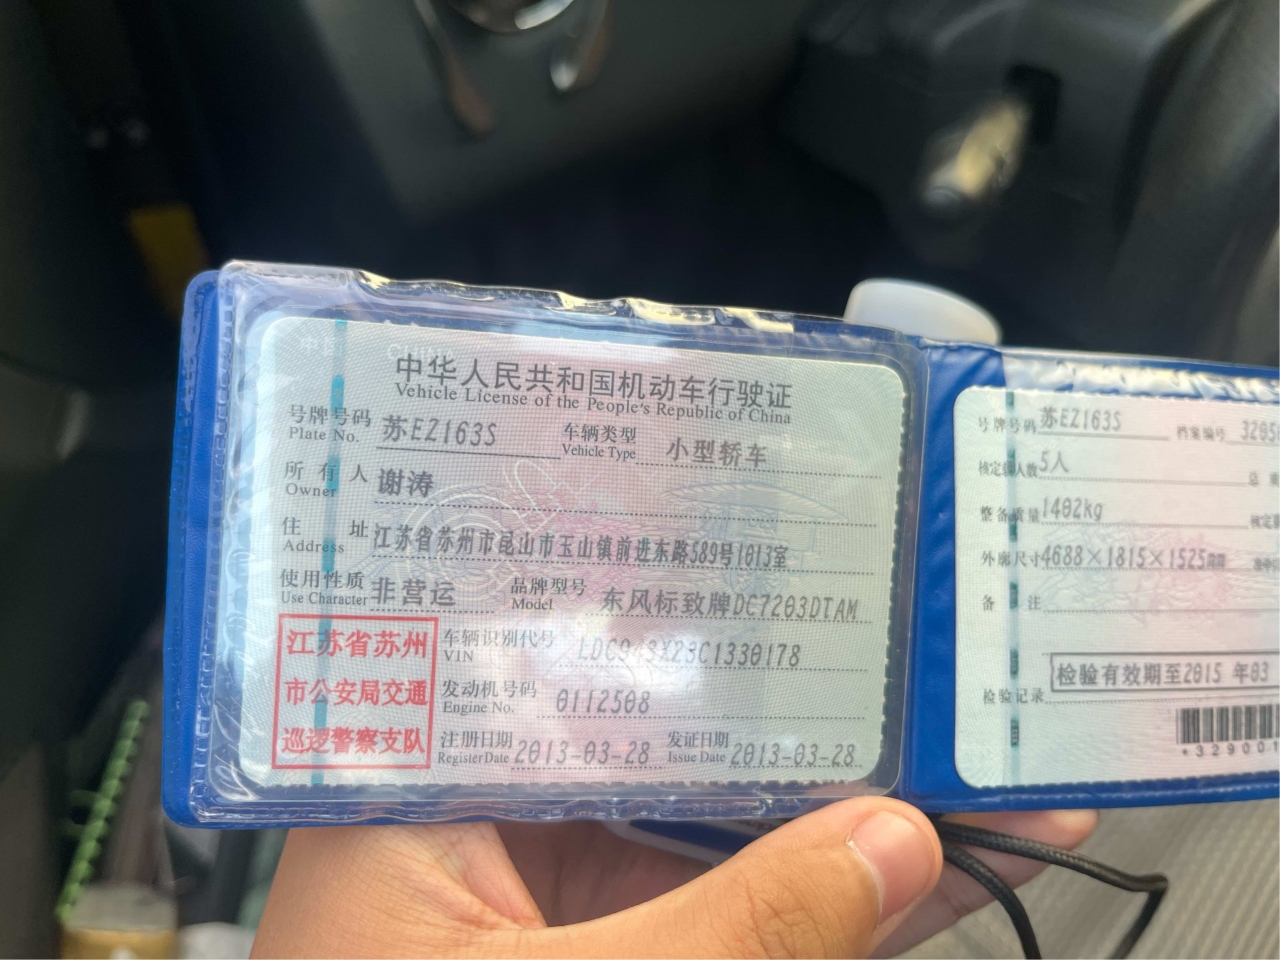 中华人民共和国机动车行驶证
Vehicle License of the People's Republic of China
号牌号码 苏EZ163S 车辆类型 小型轿车
Plate No. Vehicle Type
所有人 谢涛
Owner
住址 江苏省苏州市昆山市玉山镇前进东路589号1013室
Address
使用性质 非营运 品牌型号 东风标致牌DC7203DTAM
Use Character Model
江苏省苏州
市公安局交通
巡逻警察支队
车辆识别代号 LDC943X23C1330178
VIN
发动机号码 0112508
Engine No.
注册日期 2013-03-28 发证日期 2013-03-28
Register Date Issue Date
号牌号码 苏EZ163S 档案编号 3205
核定载人数 5人 总
整备质量 1402kg 核定
外廓尺寸 4688×1815×1525
备注
检验记录 检验有效期至2015 年03
*32900